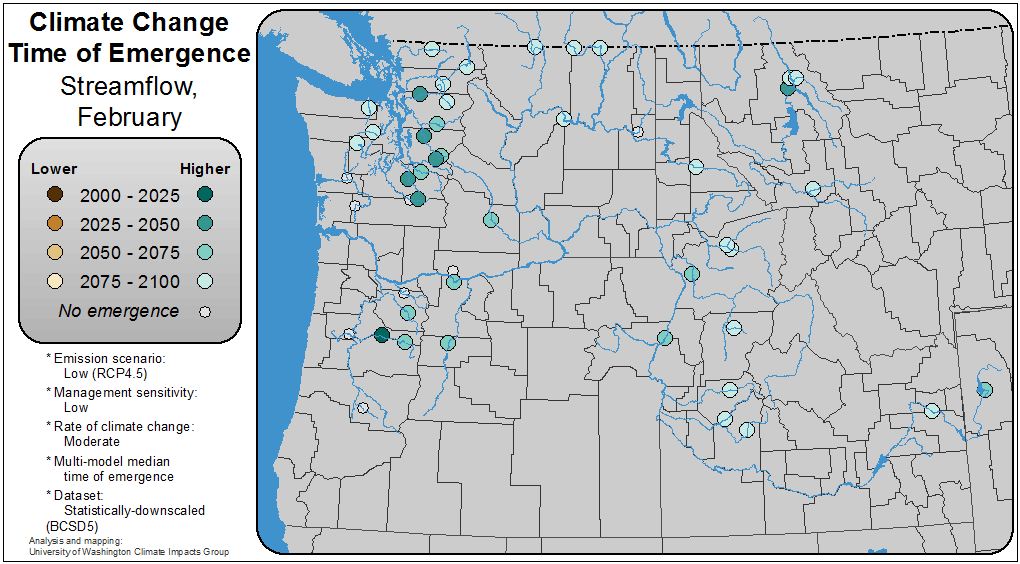 Climate Change
Time of Emergence
Streamflow,
February
Lower Higher
2000 - 2025
2025 - 2050
2050 - 2075
2075 - 2100
No emergence
* Emission scenario:
Low (RCP4.5)
* Management sensitivity:
Low
* Rate of climate change:
Moderate
* Multi-model median
time of emergence
* Dataset:
Statistically-downscaled
(BCSD5)
Analysis and mapping:
University of Washington Climate Impacts Group